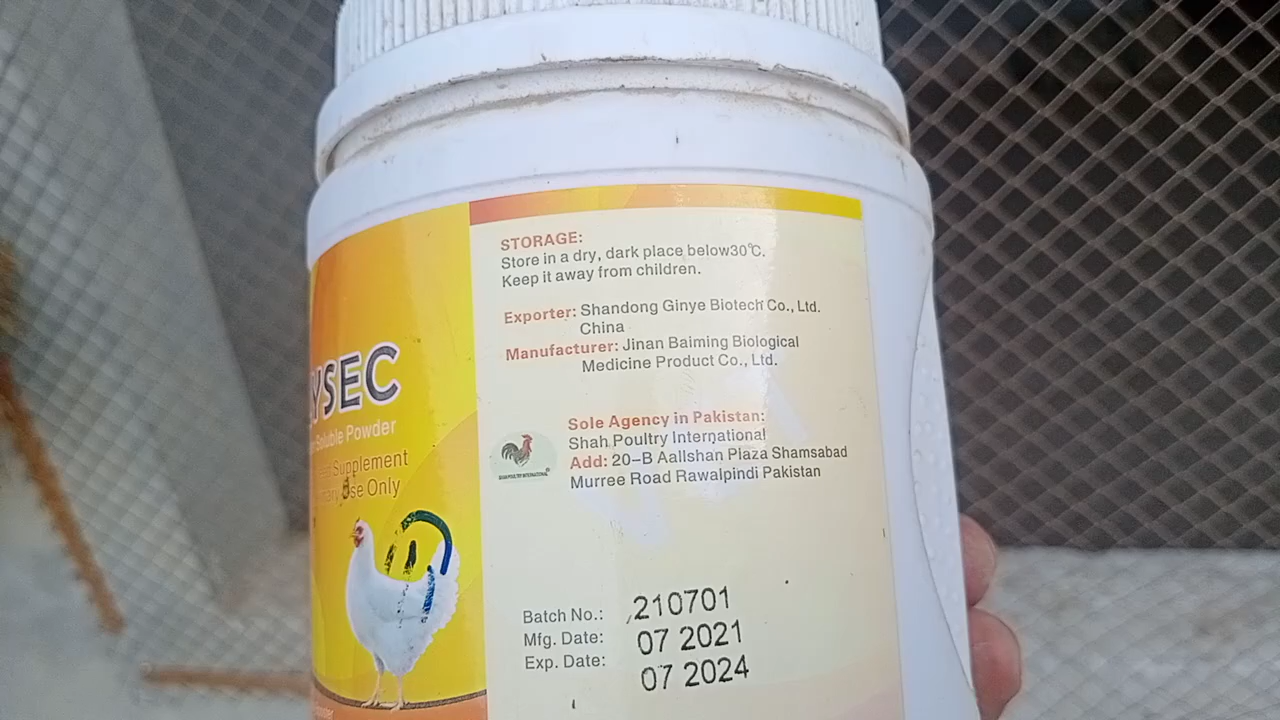 YSEC
Soluble Powder
Supplement
Use Only
STORAGE:
Store in a dry, dark place below30℃.
Keep it away from children.
Exporter: Shandong Ginye Biotech Co., Ltd.
China
Manufacturer: Jinan Baiming Biological
Medicine Product Co., Ltd.
Sole Agency in Pakistan:
Shah Poultry International
Add: 20-B Aallshan Plaza Shamsabad
Murree Road Rawalpindi Pakistan
SHAH POULTRY INTERNATIONAL
Batch No.: 210701
Mfg. Date: 07 2021
Exp. Date: 07 2024